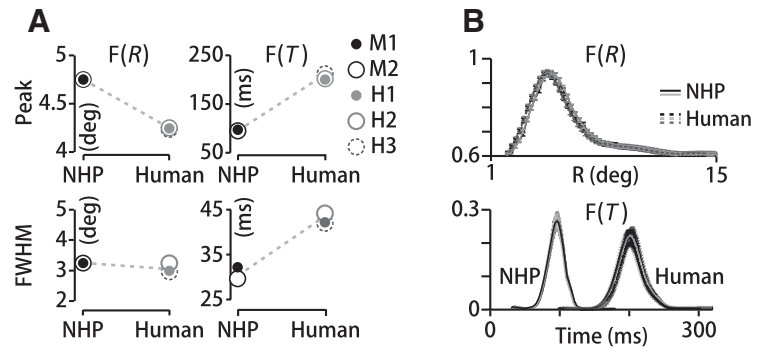 A
B
F(R)
F(T)
M1
M2
H1
H2
H3
Peak
5
4.5
4
(deg)
NHP
Human
250
150
50
(ms)
NHP
Human
FWHM
5
4
3
2
(deg)
NHP
Human
45
35
25
(ms)
NHP
Human
F(R)
1
0.6
NHP
Human
1
R (deg)
15
F(T)
0.3
0
NHP
Human
0
Time (ms)
300